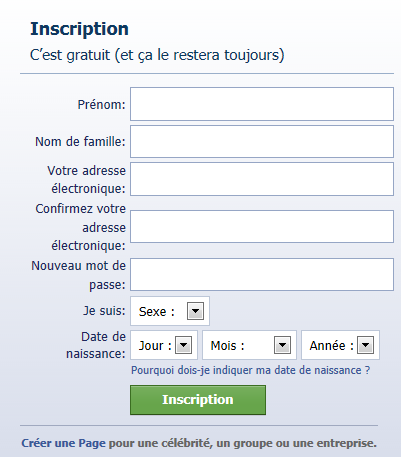 Inscription
C'est gratuit (et ça le restera toujours)
Prénom:
Nom de famille:
Votre adresse
électronique:
Confirmez votre
adresse
électronique:
Nouveau mot de
passe:
Je suis: Sexe :
Date de
naissance: Jour : Mois : Année :
Pourquoi dois-je indiquer ma date de naissance ?
Inscription
Créer une Page pour une célébrité, un groupe ou une entreprise.